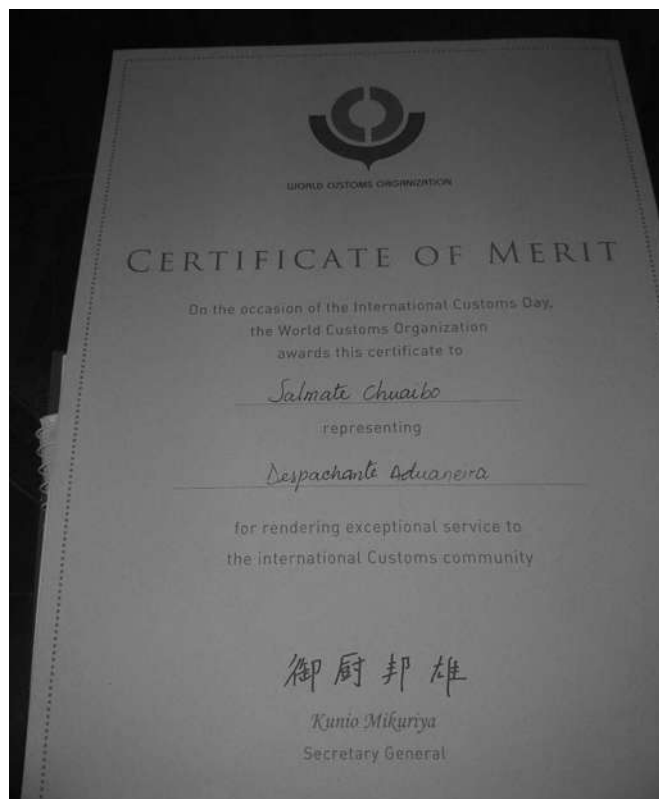 WORLD CUSTOMS ORGANIZATION
CERTIFICATE OF MERIT
On the occasion of the International Customs Day,
the World Customs Organization
awards this certificate to
Salmate Chuaibo
representing
Despachante Aduaneira
for rendering exceptional service to
the international Customs community
御厨邦雄
Kunio Mikuriya
Secretary General